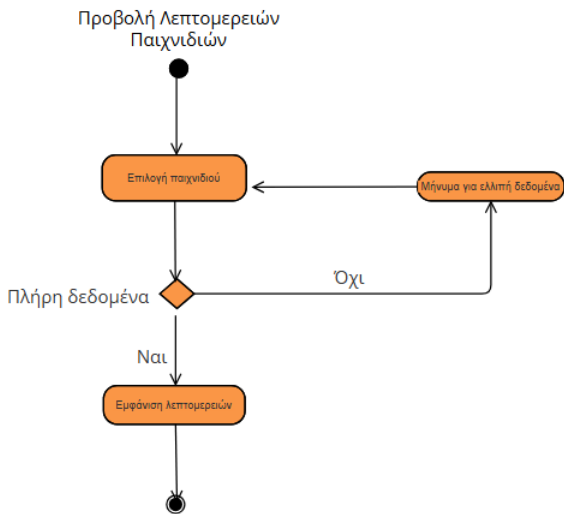 Προβολή Λεπτομερειών
Παιχνιδιών
Επιλογή παιχνιδιού
Μήνυμα για ελλιπή δεδομένα
Όχι
Πλήρη δεδομένα
Ναι
Εμφάνιση λεπτομερειών